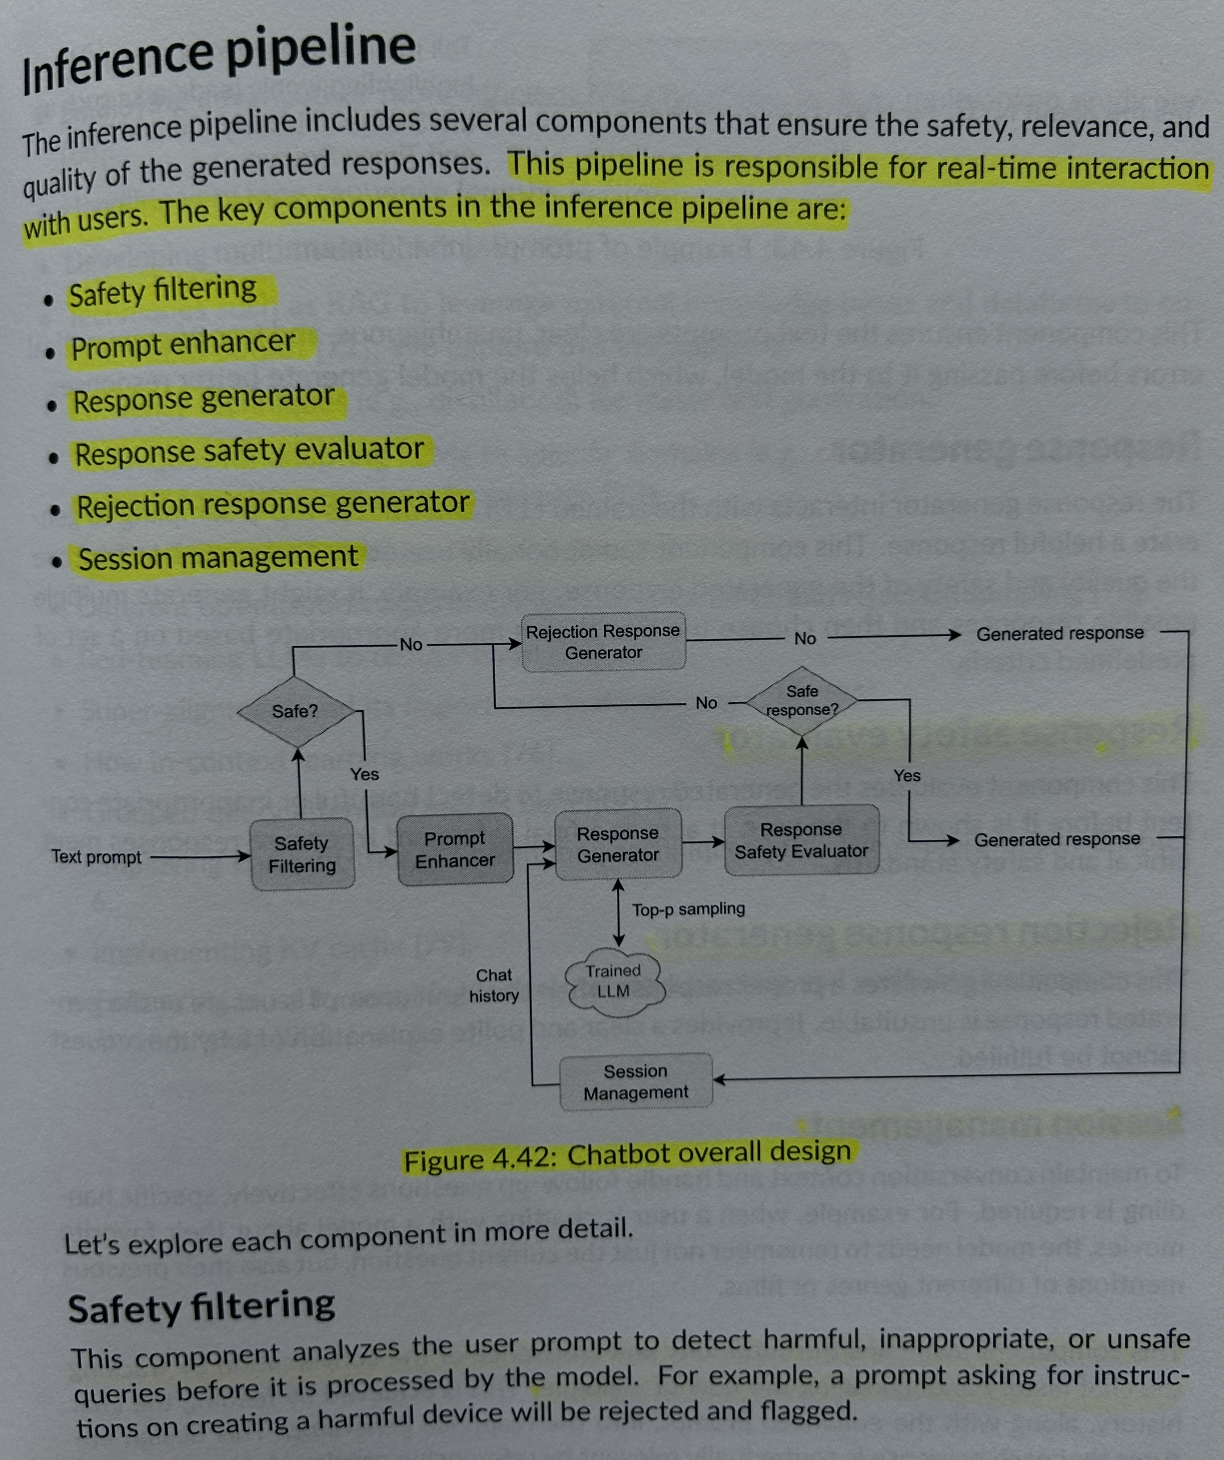 Inference pipeline
The inference pipeline includes several components that ensure the safety, relevance, and
quality of the generated responses. This pipeline is responsible for real-time interaction
with users. The key components in the inference pipeline are:
• Safety filtering
• Prompt enhancer
• Response generator
• Response safety evaluator
• Rejection response generator
• Session management
No
Rejection Response
Generator
No
Generated response
Safe?
No
Safe
response?
Yes
Yes
Text prompt
Safety
Filtering
Prompt
Enhancer
Response
Generator
Response
Safety Evaluator
Generated response
Top-p sampling
Chat
history
Trained
LLM
Session
Management
Figure 4.42: Chatbot overall design
Let's explore each component in more detail.
Safety filtering
This component analyzes the user prompt to detect harmful, inappropriate, or unsafe
queries before it is processed by the model. For example, a prompt asking for instruc-
tions on creating a harmful device will be rejected and flagged.